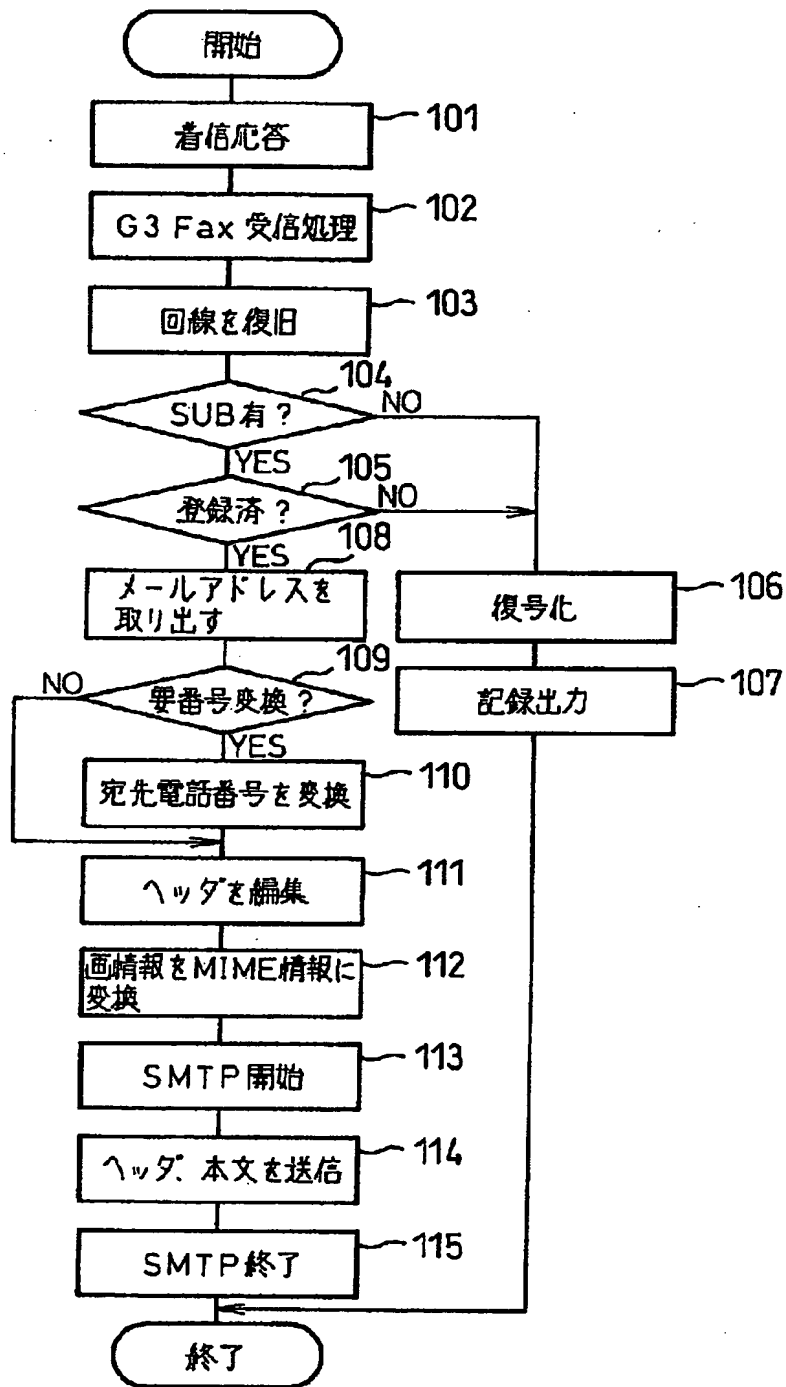 開始
着信応答
101
G3 Fax 受信処理
102
回線を復旧
103
SUB有?
104
NO
YES
登録済?
105
NO
YES
108
メールアドレスを
取り出す
復号化
106
要番号変換?
109
NO
YES
記録出力
107
宛先電話番号を変換
110
ヘッダを編集
111
画情報をMIME情報に
変換
112
SMTP開始
113
ヘッダ、本文を送信
114
SMTP終了
115
終了